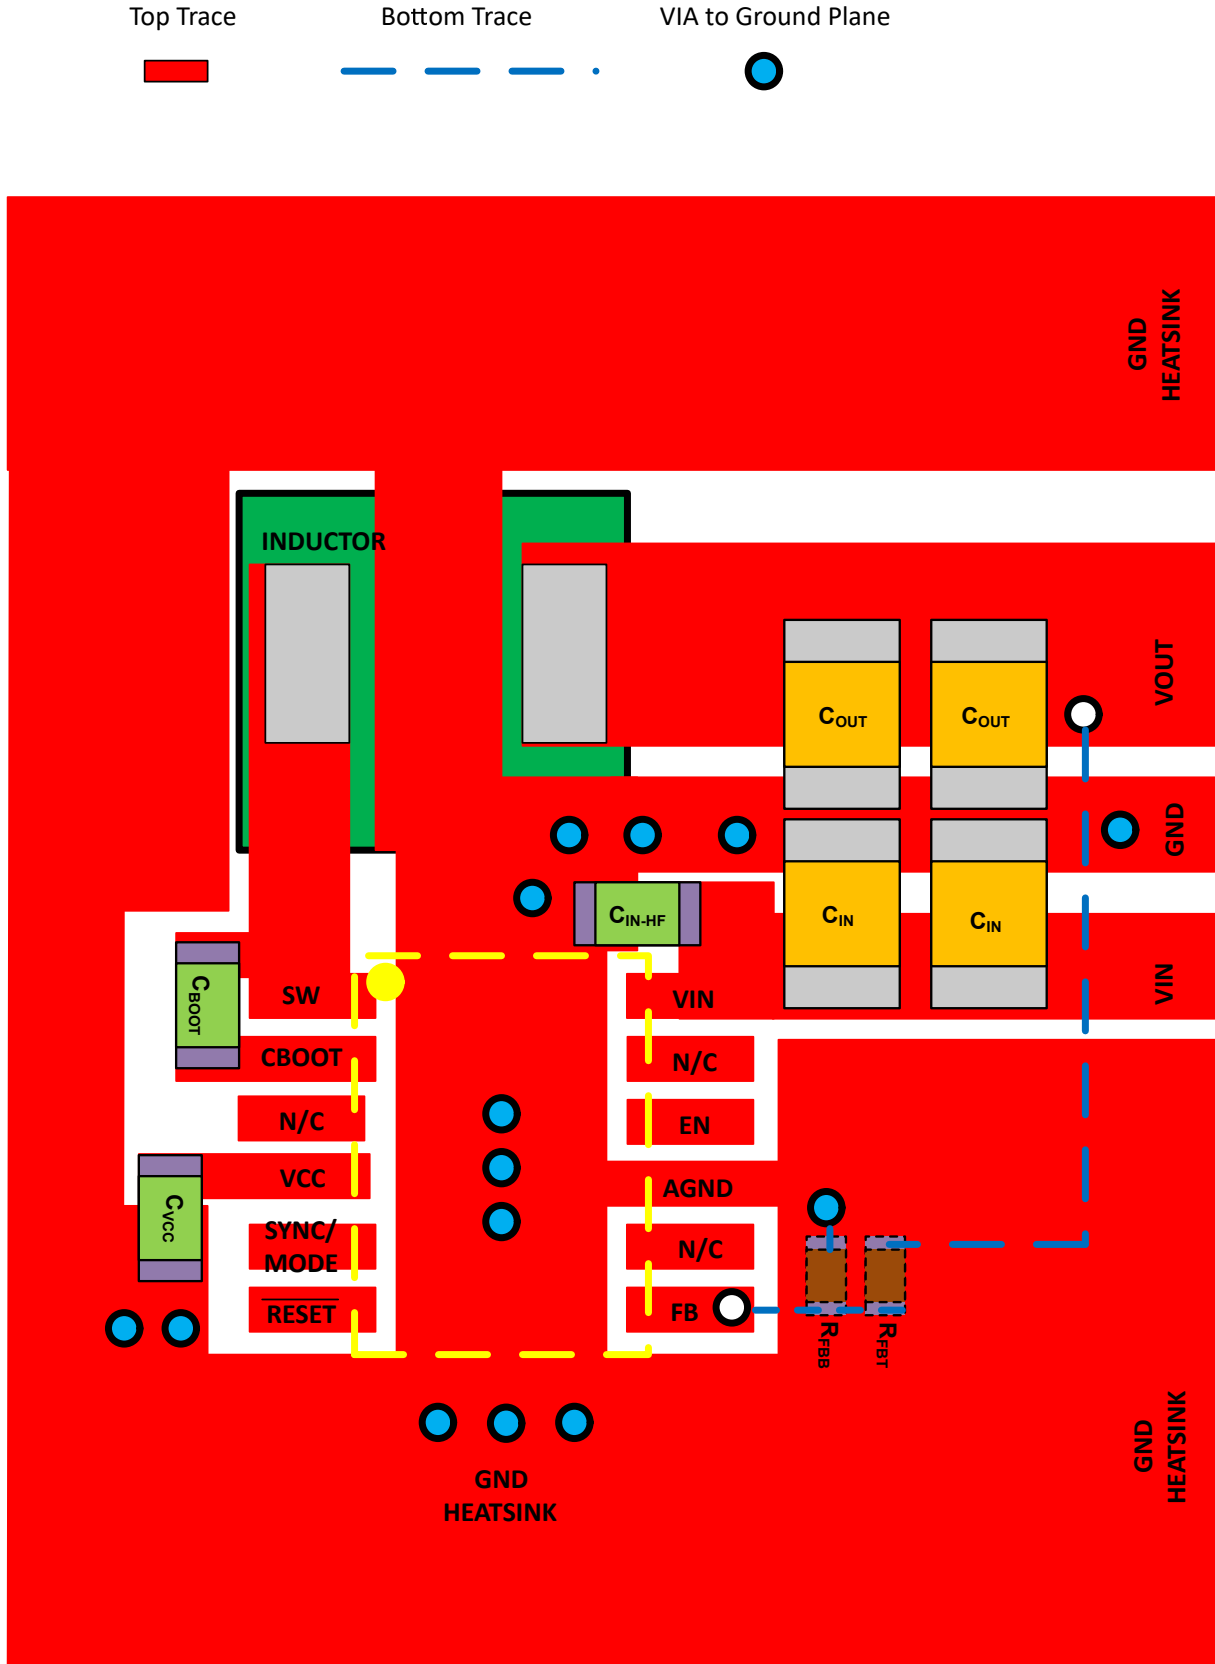 Top Trace
Bottom Trace
VIA to Ground Plane
GND
HEATSINK
INDUCTOR
VOUT
COUT
COUT
GND
CIN-HF
CIN
CIN
VIN
CBOOT
SW
VIN
CBOOT
N/C
N/C
EN
VCC
AGND
CVCC
SYNC/
MODE
N/C
RESET
FB
RFBB
RFBT
GND
HEATSINK
GND
HEATSINK